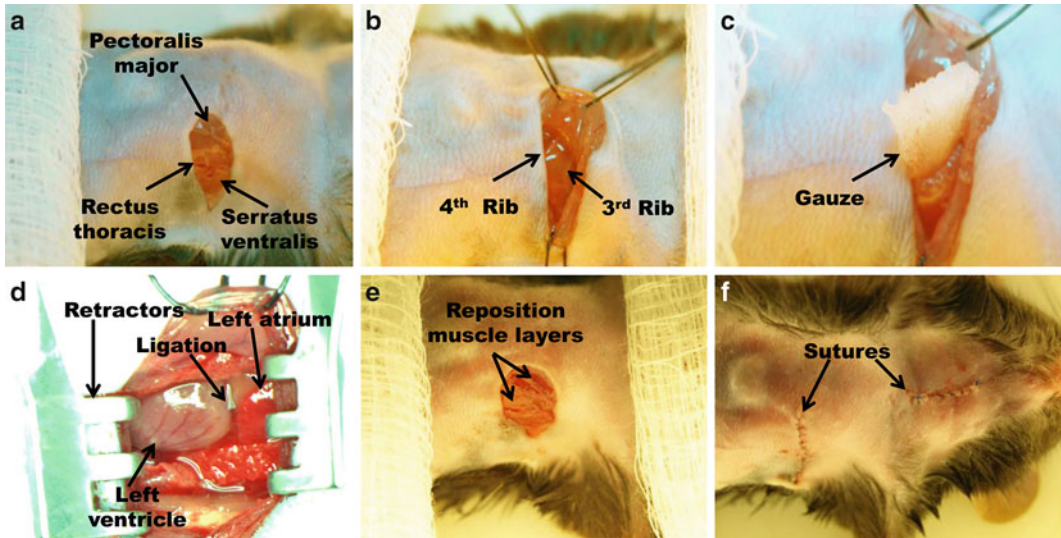 a
Pectoralis
major
Rectus
thoracis
Serratus
ventralis
b
4th Rib
3rd Rib
c
Gauze
d
Retractors
Left atrium
Ligation
Left
ventricle
e
Reposition
muscle layers
f
Sutures